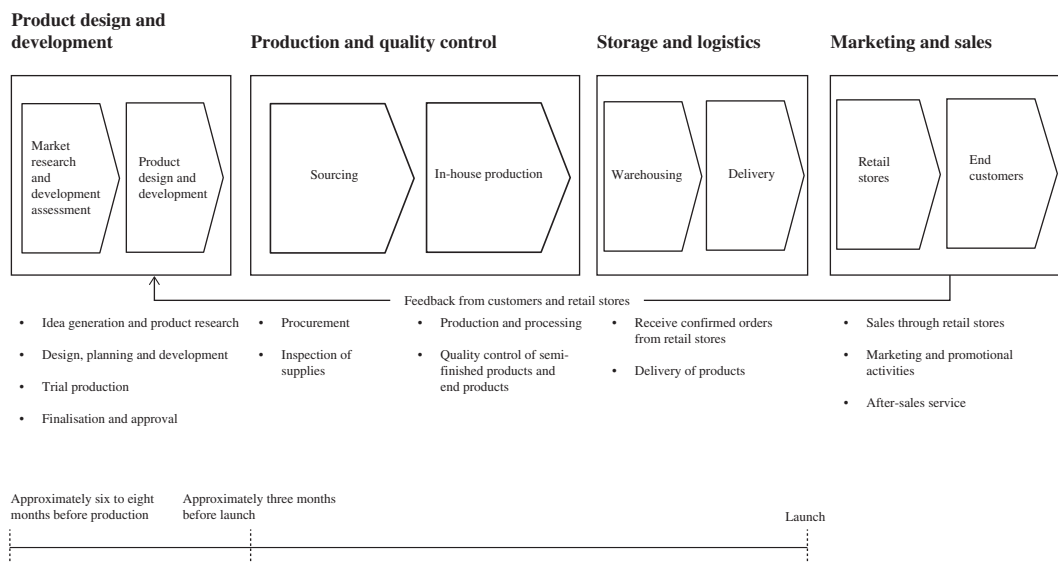 Product design and
development
Production and quality control
Storage and logistics
Marketing and sales
Market
research
and
development
assessment
Product
design and
development
Sourcing
In-house production
Warehousing
Delivery
Retail
stores
End
customers
Feedback from customers and retail stores
• Idea generation and product research
• Design, planning and development
• Trial production
• Finalisation and approval
• Procurement
• Inspection of
supplies
• Production and processing
• Quality control of semi-
finished products and
end products
• Receive confirmed orders
from retail stores
• Delivery of products
• Sales through retail stores
• Marketing and promotional
activities
• After-sales service
Approximately six to eight
months before production
Approximately three months
before launch
Launch